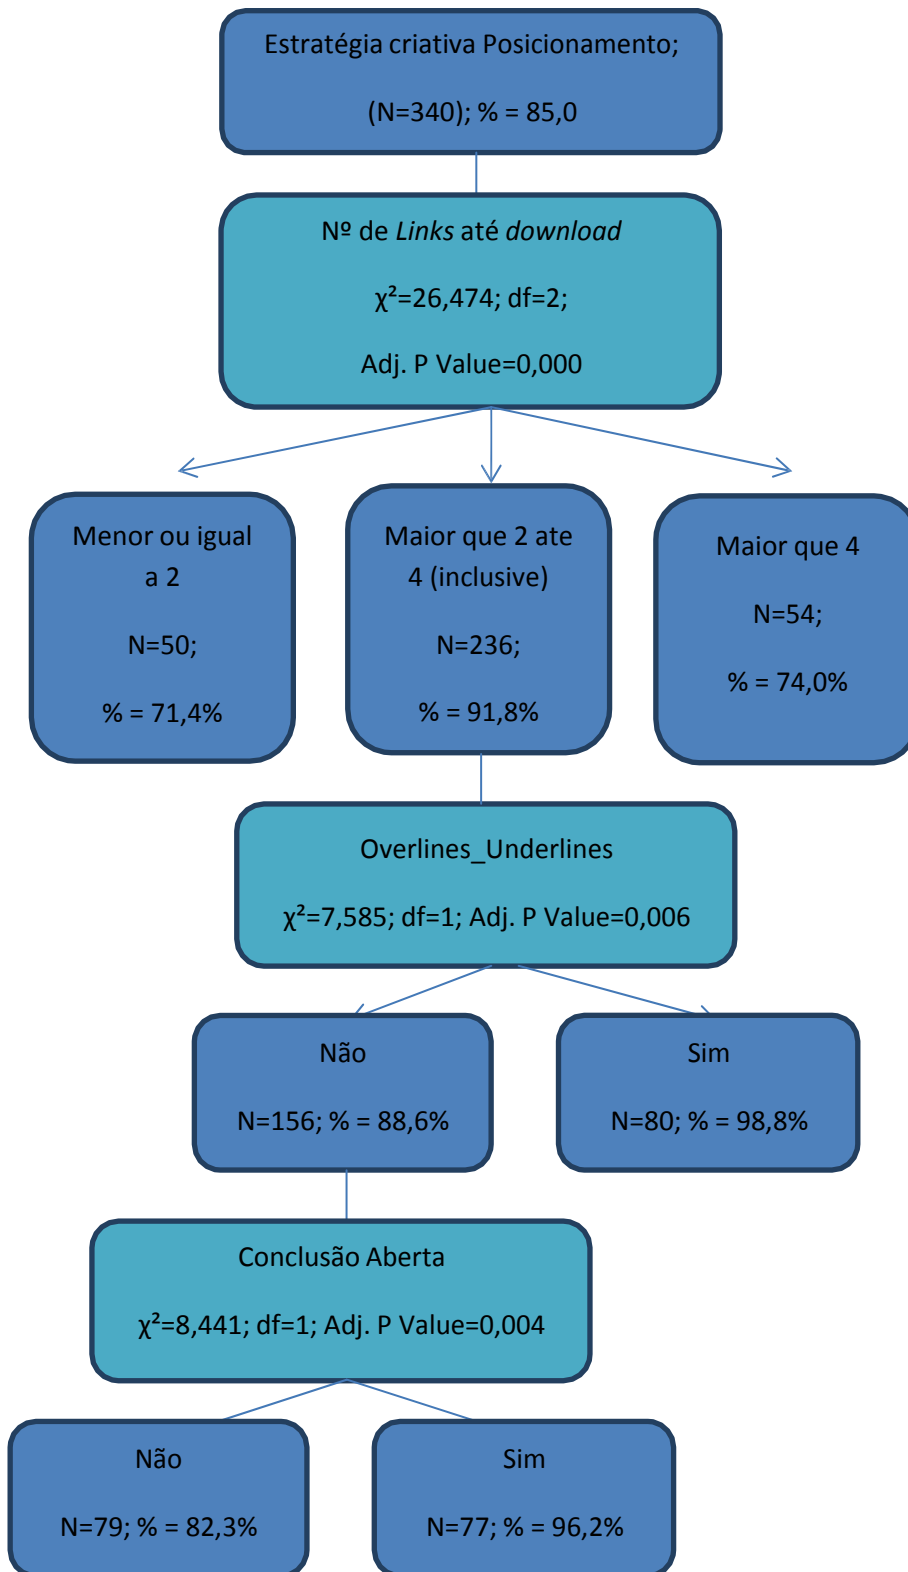 Estratégia criativa Posicionamento;
(N=340); % = 85,0
Nº de Links até download
χ²=26,474; df=2;
Adj. P Value=0,000
Menor ou igual
a 2
N=50;
% = 71,4%
Maior que 2 ate
4 (inclusive)
N=236;
% = 91,8%
Maior que 4
N=54;
% = 74,0%
Overlines_Underlines
χ²=7,585; df=1; Adj. P Value=0,006
Não
N=156; % = 88,6%
Sim
N=80; % = 98,8%
Conclusão Aberta
χ²=8,441; df=1; Adj. P Value=0,004
Não
N=79; % = 82,3%
Sim
N=77; % = 96,2%